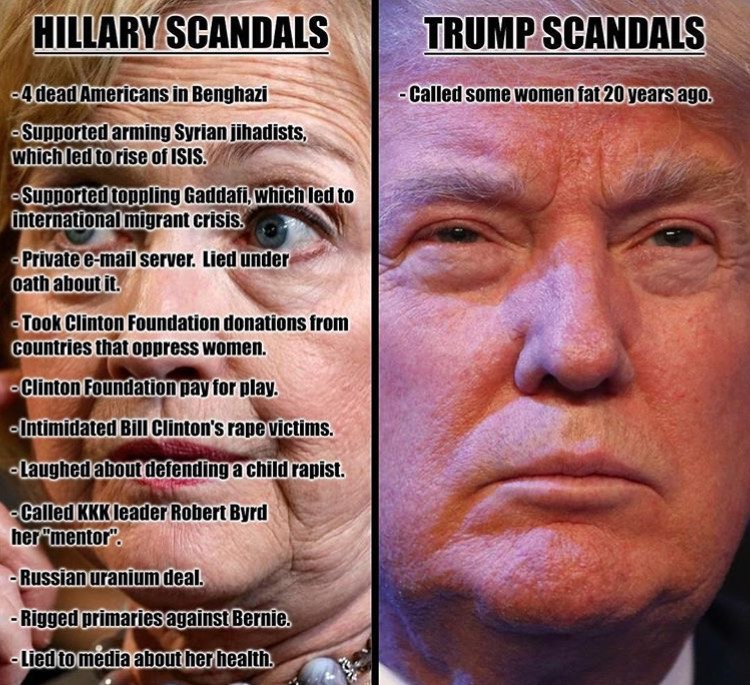 HILLARY SCANDALS
- 4 dead Americans in Benghazi
- Supported arming Syrian jihadists,
which led to rise of ISIS.
- Supported toppling Gaddafi, which led to
international migrant crisis.
- Private e-mail server. Lied under
oath about it.
- Took Clinton Foundation donations from
countries that oppress women.
- Clinton Foundation pay for play.
- Intimidated Bill Clinton's rape victims.
- Laughed about defending a child rapist.
- Called KKK leader Robert Byrd
her "mentor".
- Russian uranium deal.
- Rigged primaries against Bernie.
- Lied to media about her health.
TRUMP SCANDALS
- Called some women fat 20 years ago.